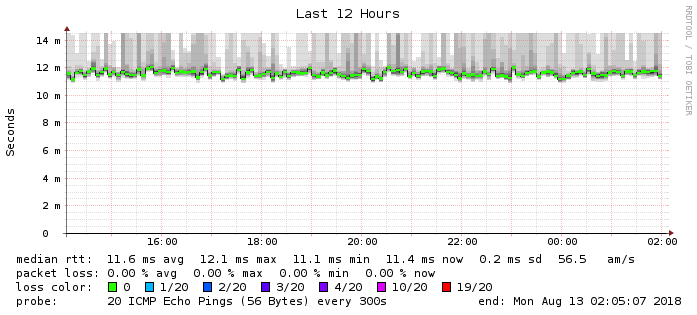 Last 12 Hours
RRDTOOL / TOBI OETIKER
Seconds
14 m
12 m
10 m
8 m
6 m
4 m
2 m
0
16:00 18:00 20:00 22:00 00:00 02:00
median rtt: 11.6 ms avg 12.1 ms max 11.1 ms min 11.4 ms now 0.2 ms sd 56.5 am/s
packet loss: 0.00 % avg 0.00 % max 0.00 % min 0.00 % now
loss color: 0 1/20 2/20 3/20 4/20 10/20 19/20
probe: 20 ICMP Echo Pings (56 Bytes) every 300s end: Mon Aug 13 02:05:07 2018